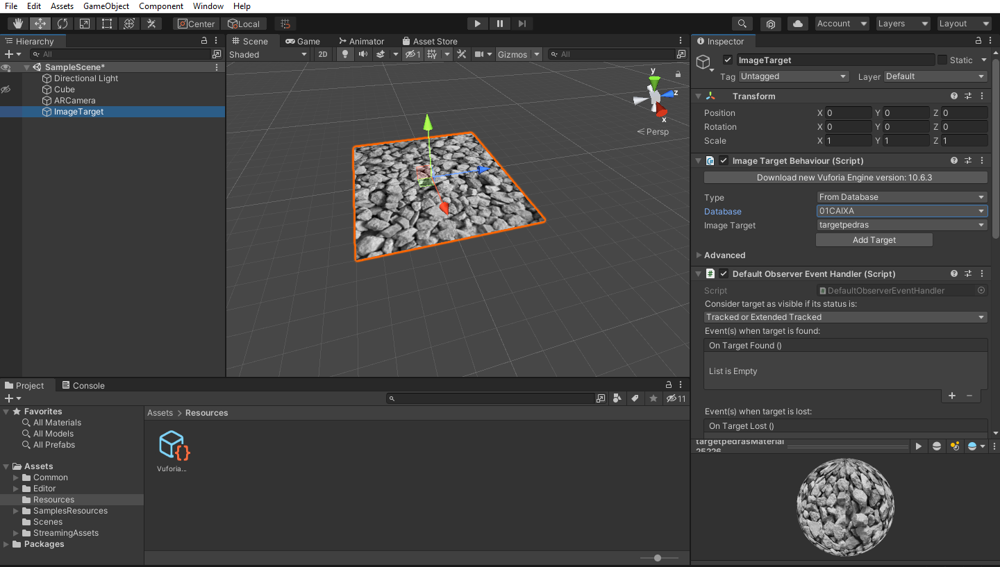 File Edit Assets GameObject Component Window Help
Center Local Account Layers Layout
Hierarchy
All
SampleScene*
Directional Light
Cube
ARCamera
ImageTarget
Scene Game Animator Asset Store
Shaded 2D 1 Gizmos All
y
z
x
Persp
Inspector
ImageTarget Static
Tag Untagged Layer Default
Transform
Position X 0 Y 0 Z 0
Rotation X 0 Y 0 Z 0
Scale X 1 Y 1 Z 1
Image Target Behaviour (Script)
Download new Vuforia Engine version: 10.6.3
Type From Database
Database 01CAIXA
Image Target targetpedras
Add Target
Advanced
# Default Observer Event Handler (Script)
Script # DefaultObserverEventHandler
Consider target as visible if its status is:
Tracked or Extended Tracked
Event(s) when target is found:
On Target Found ()
List is Empty
+ −
Event(s) when target is lost:
On Target Lost ()
targetpedrasMaterial
25226
Project Console
11
Favorites
All Materials
All Models
All Prefabs
Assets
Common
Editor
Resources
SamplesResources
Scenes
StreamingAssets
Packages
Assets > Resources
{}
Vuforia...